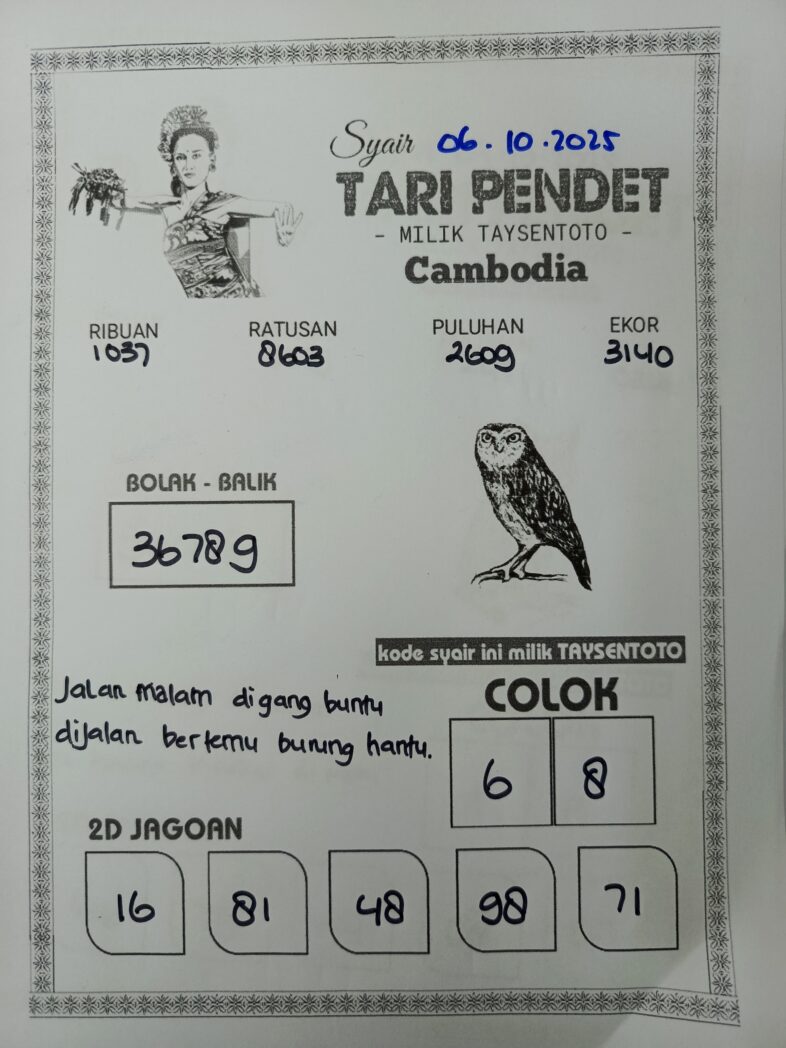 Syair 06.10.2025
TARI PENDET
- MILIK TAYSENTOTO -
Cambodia
RIBUAN RATUSAN PULUHAN EKOR
1037 8603 2609 3140
BOLAK - BALIK
36789
kode syair ini milik TAYSENTOTO
Jalan malam di gang buntu
dijalan bertemu burung hantu.
COLOK
6 8
2D JAGOAN
16 81 48 98 71